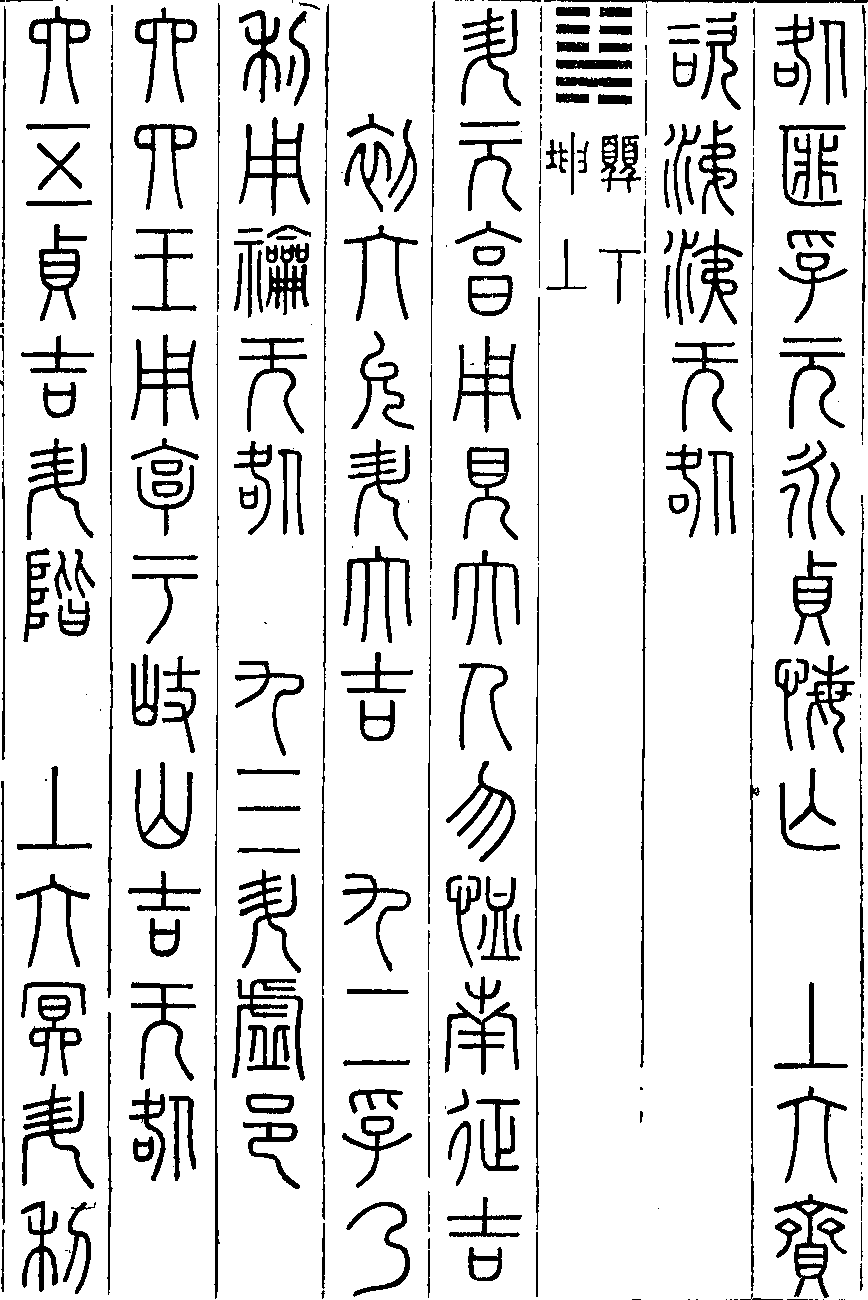 咎匪孚元永貞悔亡　上六齎
咨涕洟无咎
䷭巽下
坤上
升元亨用見大人勿恤南征吉
初六允升大吉　九二孚乃
利用禴无咎　九三升虛邑
六四王用亨于岐山吉无咎
六五貞吉升階　上六冥升利